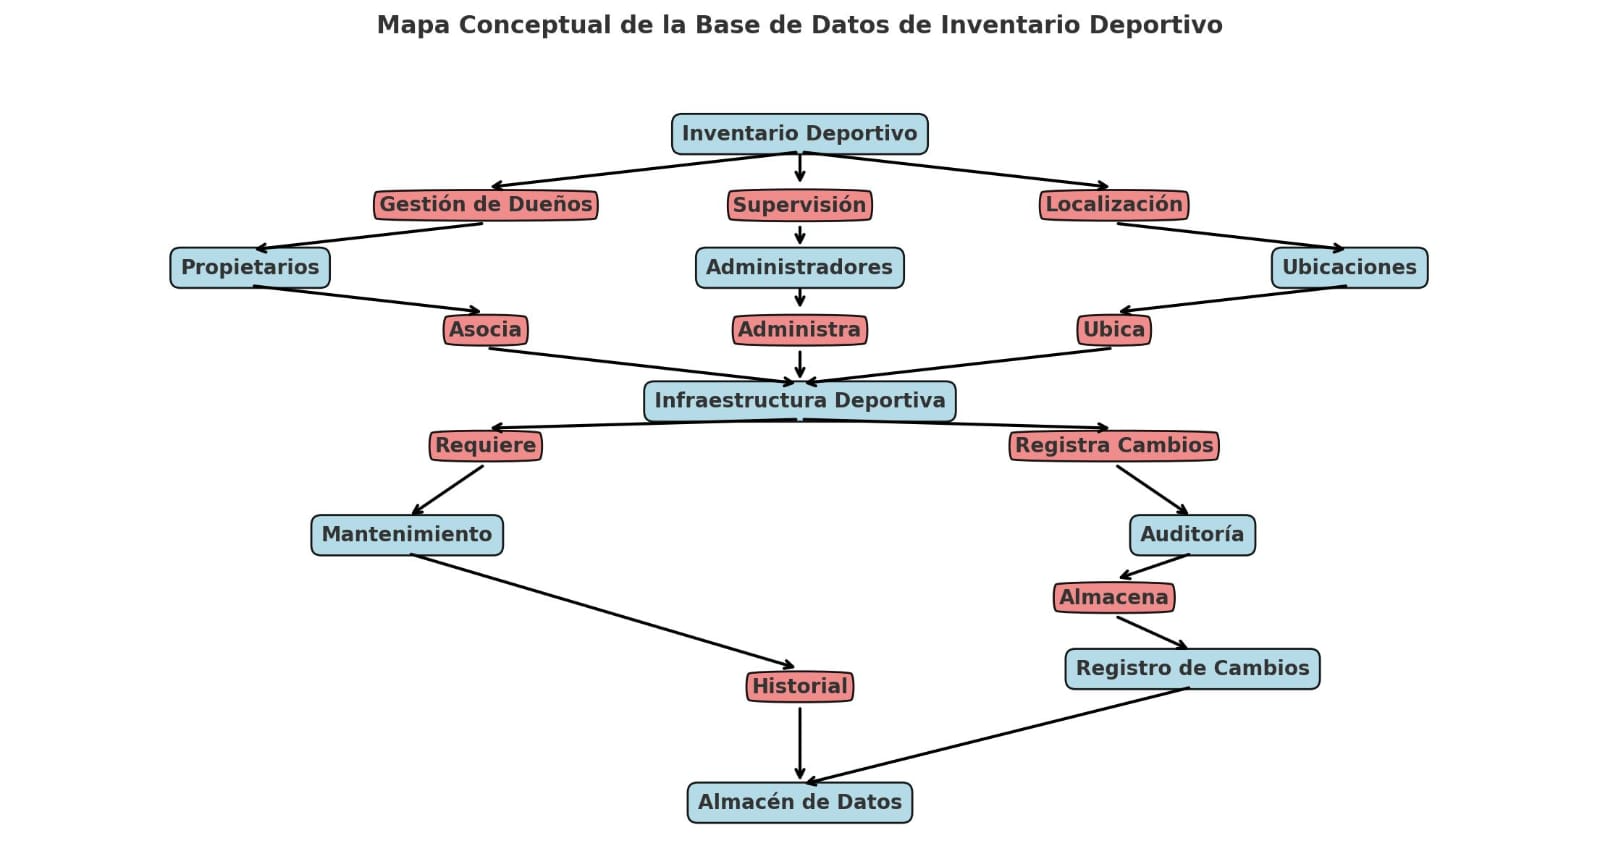 Mapa Conceptual de la Base de Datos de Inventario Deportivo
Inventario Deportivo
Gestión de Dueños
Supervisión
Localización
Propietarios
Administradores
Ubicaciones
Asocia
Administra
Ubica
Infraestructura Deportiva
Requiere
Registra Cambios
Mantenimiento
Auditoría
Almacena
Registro de Cambios
Historial
Almacén de Datos